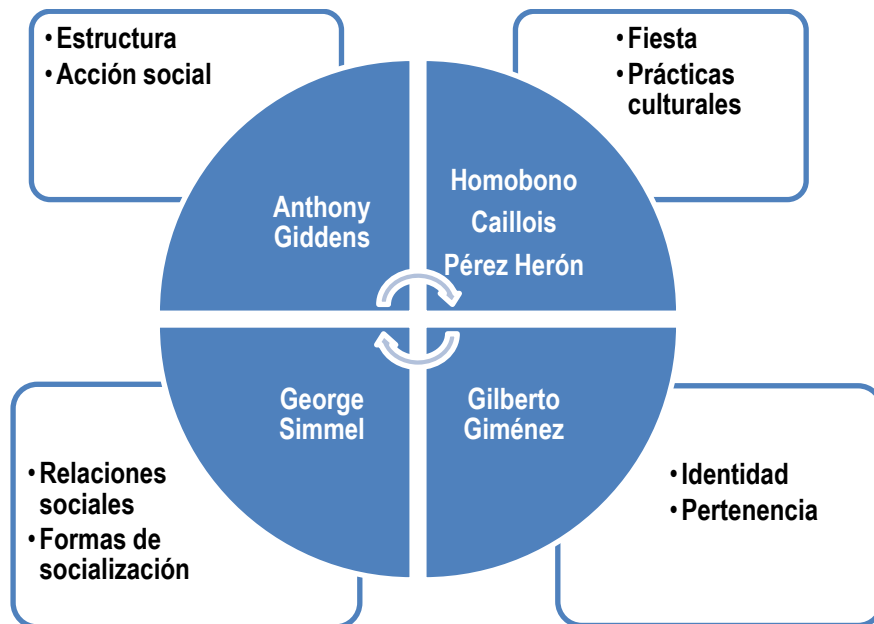 • Estructura
• Acción social
• Fiesta
• Prácticas
culturales
Anthony
Giddens
Homobono
Caillois
Pérez Herón
George
Simmel
Gilberto
Giménez
• Relaciones
sociales
• Formas de
socialización
• Identidad
• Pertenencia